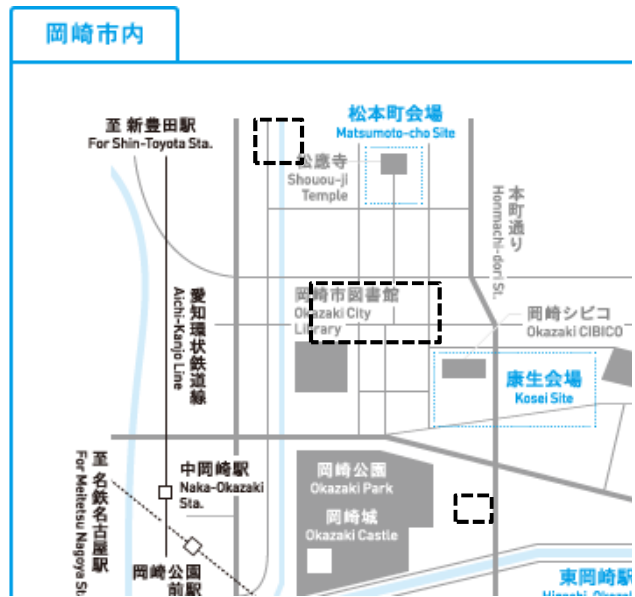 岡崎市内
至 新豊田駅
For Shin-Toyota Sta.
松本町会場
Matsumoto-cho Site
松應寺
Shouou-ji
Temple
本町通り
Honmachi-dori St.
愛知環状鉄道線
Aichi-Kanjo Line
岡崎市図書館
Okazaki City
Library
岡崎シビコ
Okazaki CIBICO
康生会場
Kosei Site
至 名鉄名古屋駅
For Meitetsu Nagoya St
中岡崎駅
Naka-Okazaki
Sta.
岡崎公園
Okazaki Park
岡崎城
Okazaki Castle
岡崎公園
前駅
東岡崎駅
Higashi-Okazaki